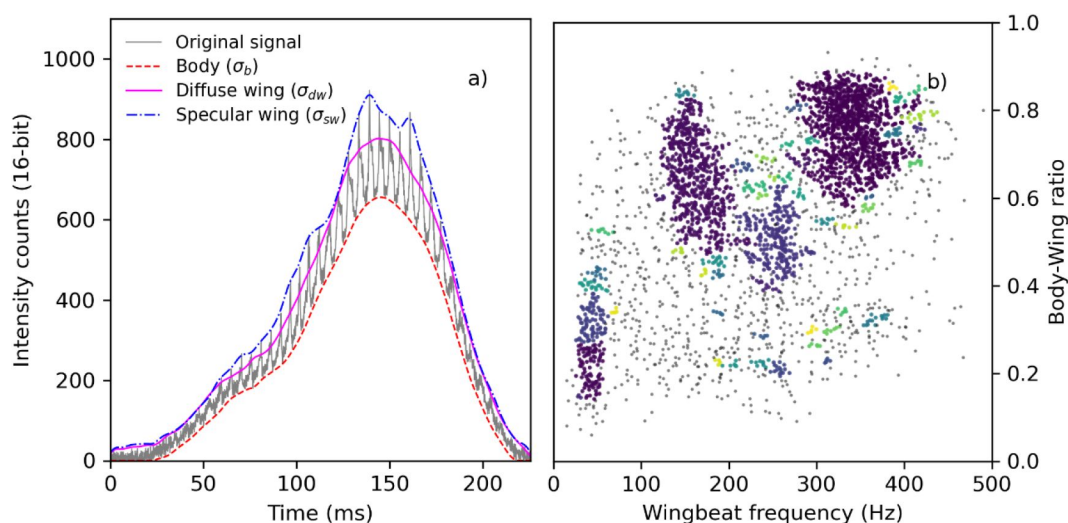 Original signal
Body (σ_b)
Diffuse wing (σ_dw)
Specular wing (σ_sw)
a)
1000
800
600
400
200
0
Intensity counts (16-bit)
0 50 100 150 200
Time (ms)
b)
1.0
0.8
0.6
0.4
0.2
0.0
Body-Wing ratio
0 100 200 300 400 500
Wingbeat frequency (Hz)